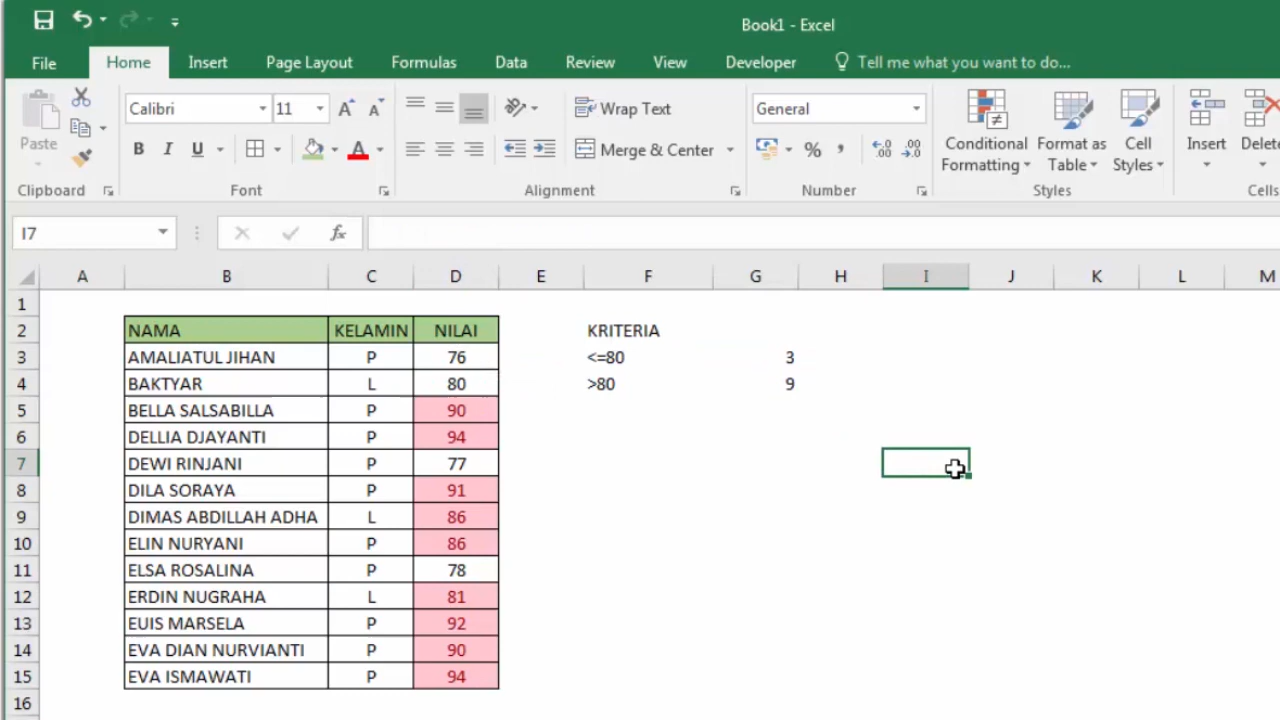 Book1 - Excel
File Home Insert Page Layout Formulas Data Review View Developer Tell me what you want to do...
Calibri 11 Wrap Text General
Paste B I U Merge & Center % Conditional Formatting Format as Table Cell Styles Insert Delete
Clipboard Font Alignment Number Styles Cells
I7 fx
A B C D E F G H I J K L M
1
2 NAMA KELAMIN NILAI KRITERIA
3 AMALIATUL JIHAN P 76 <=80 3
4 BAKTYAR L 80 >80 9
5 BELLA SALSABILLA P 90
6 DELLIA DJAYANTI P 94
7 DEWI RINJANI P 77
8 DILA SORAYA P 91
9 DIMAS ABDILLAH ADHA L 86
10 ELIN NURYANI P 86
11 ELSA ROSALINA P 78
12 ERDIN NUGRAHA L 81
13 EUIS MARSELA P 92
14 EVA DIAN NURVIANTI P 90
15 EVA ISMAWATI P 94
16